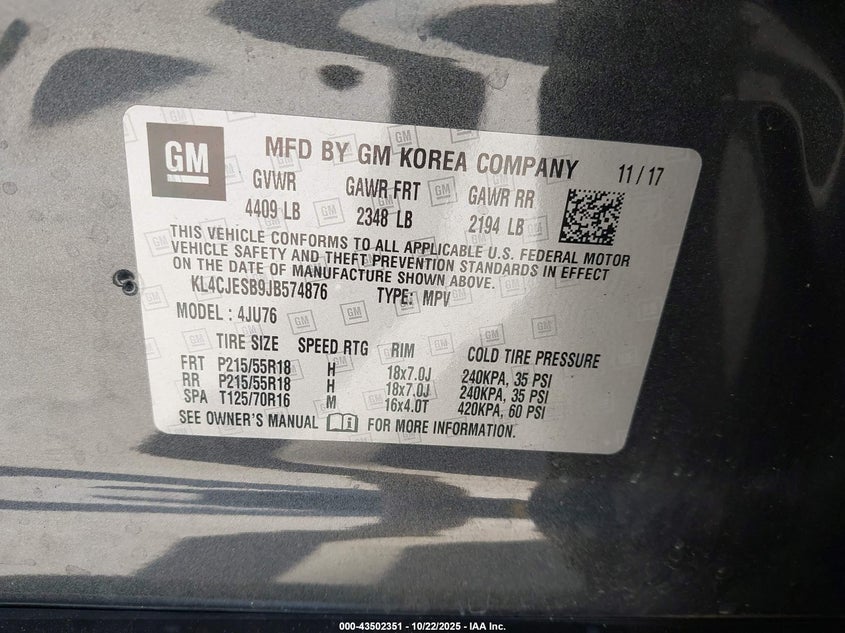 GM MFD BY GM KOREA COMPANY 11 / 17
GVWR GAWR FRT GAWR RR
4409 LB 2348 LB 2194 LB
THIS VEHICLE CONFORMS TO ALL APPLICABLE U.S. FEDERAL MOTOR
VEHICLE SAFETY AND THEFT PREVENTION STANDARDS IN EFFECT
ON THE DATE OF MANUFACTURE SHOWN ABOVE.
KL4CJESB9JB574876 TYPE: MPV
MODEL : 4JU76
TIRE SIZE SPEED RTG RIM COLD TIRE PRESSURE
FRT P215/55R18 H 18x7.0J 240KPA, 35 PSI
RR P215/55R18 H 18x7.0J 240KPA, 35 PSI
SPA T125/70R16 M 16x4.0T 420KPA, 60 PSI
SEE OWNER'S MANUAL FOR MORE INFORMATION.
000-43502351 | 10/22/2025 - IAA Inc.